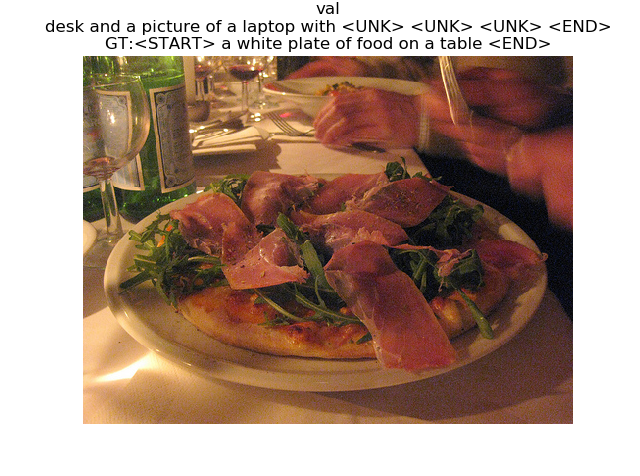 val
desk and a picture of a laptop with <UNK> <UNK> <UNK> <END>
GT:<START> a white plate of food on a table <END>